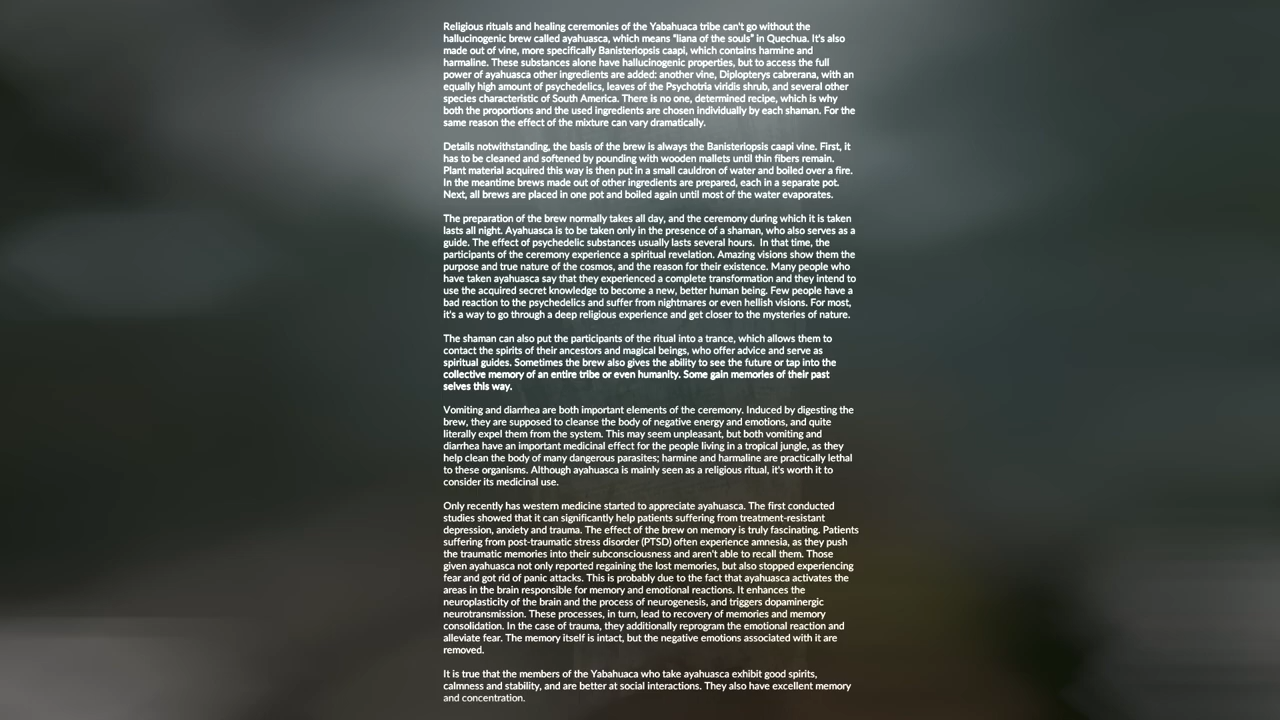 Religious rituals and healing ceremonies of the Yabahuaca tribe can't go without the
hallucinogenic brew called ayahuasca, which means "liana of the souls" in Quechua. It's also
made out of vine, more specifically Banisteriopsis caapi, which contains harmine and
harmaline. These substances alone have hallucinogenic properties, but to access the full
power of ayahuasca other ingredients are added: another vine, Diplopterys cabrerana, with an
equally high amount of psychedelics, leaves of the Psychotria viridis shrub, and several other
species characteristic of South America. There is no one, determined recipe, which is why
both the proportions and the used ingredients are chosen individually by each shaman. For the
same reason the effect of the mixture can vary dramatically.
Details notwithstanding, the basis of the brew is always the Banisteriopsis caapi vine. First, it
has to be cleaned and softened by pounding with wooden mallets until thin fibers remain.
Plant material acquired this way is then put in a small cauldron of water and boiled over a fire.
In the meantime brews made out of other ingredients are prepared, each in a separate pot.
Next, all brews are placed in one pot and boiled again until most of the water evaporates.
The preparation of the brew normally takes all day, and the ceremony during which it is taken
lasts all night. Ayahuasca is to be taken only in the presence of a shaman, who also serves as a
guide. The effect of psychedelic substances usually lasts several hours.  In that time, the
participants of the ceremony experience a spiritual revelation. Amazing visions show them the
purpose and true nature of the cosmos, and the reason for their existence. Many people who
have taken ayahuasca say that they experienced a complete transformation and they intend to
use the acquired secret knowledge to become a new, better human being. Few people have a
bad reaction to the psychedelics and suffer from nightmares or even hellish visions. For most,
it's a way to go through a deep religious experience and get closer to the mysteries of nature.
The shaman can also put the participants of the ritual into a trance, which allows them to
contact the spirits of their ancestors and magical beings, who offer advice and serve as
spiritual guides. Sometimes the brew also gives the ability to see the future or tap into the
collective memory of an entire tribe or even humanity. Some gain memories of their past
selves this way.
Vomiting and diarrhea are both important elements of the ceremony. Induced by digesting the
brew, they are supposed to cleanse the body of negative energy and emotions, and quite
literally expel them from the system. This may seem unpleasant, but both vomiting and
diarrhea have an important medicinal effect for the people living in a tropical jungle, as they
help clean the body of many dangerous parasites; harmine and harmaline are practically lethal
to these organisms. Although ayahuasca is mainly seen as a religious ritual, it's worth it to
consider its medicinal use.
Only recently has western medicine started to appreciate ayahuasca. The first conducted
studies showed that it can significantly help patients suffering from treatment-resistant
depression, anxiety and trauma. The effect of the brew on memory is truly fascinating. Patients
suffering from post-traumatic stress disorder (PTSD) often experience amnesia, as they push
the traumatic memories into their subconsciousness and aren't able to recall them. Those
given ayahuasca not only reported regaining the lost memories, but also stopped experiencing
fear and got rid of panic attacks. This is probably due to the fact that ayahuasca activates the
areas in the brain responsible for memory and emotional reactions. It enhances the
neuroplasticity of the brain and the process of neurogenesis, and triggers dopaminergic
neurotransmission. These processes, in turn, lead to recovery of memories and memory
consolidation. In the case of trauma, they additionally reprogram the emotional reaction and
alleviate fear. The memory itself is intact, but the negative emotions associated with it are
removed.
It is true that the members of the Yabahuaca who take ayahuasca exhibit good spirits,
calmness and stability, and are better at social interactions. They also have excellent memory
and concentration.